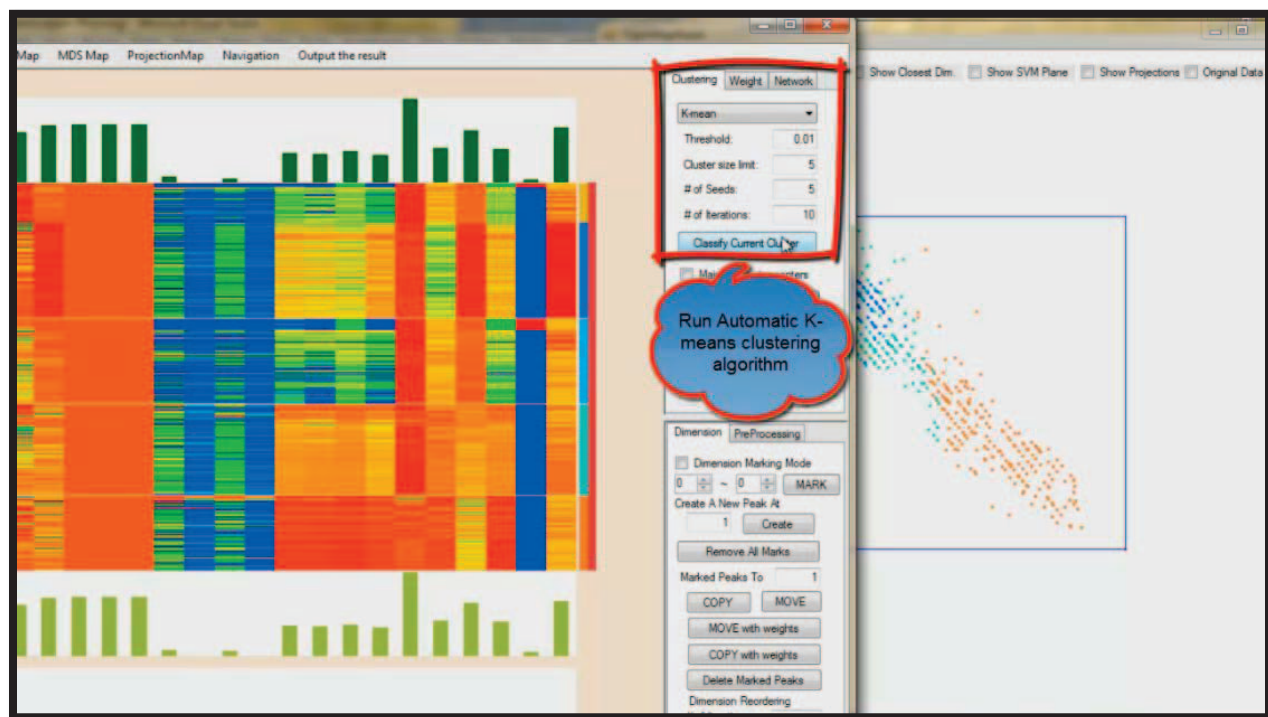 Map MDS Map ProjectionMap Navigation Output the result
Show Closest Dim. Show SVM Plane Show Projections Original Data
Clustering Weight Network
K-mean
Threshold: 0.01
Cluster size limit: 5
# of Seeds: 5
# of Iterations: 10
Classify Current Cluster
Run Automatic K-
means clustering
algorithm
Dimension PreProcessing
Dimension Marking Mode
0 ~ 0 MARK
Create A New Peak At
1 Create
Remove All Marks
Marked Peaks To 1
COPY MOVE
MOVE with weights
COPY with weights
Delete Marked Peaks
Dimension Reordering